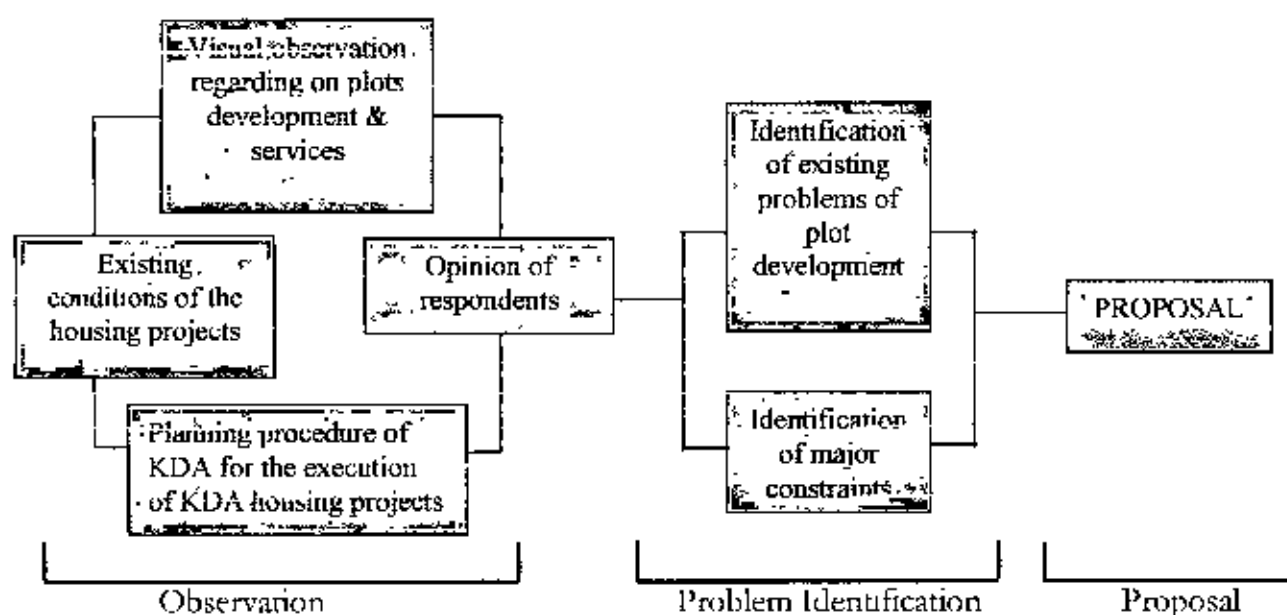 Visual observation
regarding on plots
development &
services
Existing
conditions of the
housing projects
Opinion of
respondents
Planning procedure of
KDA for the execution
of KDA housing projects
Identification
of existing
problems of
plot
development
Identification
of major
constraints
PROPOSAL
Observation
Problem Identification
Proposal